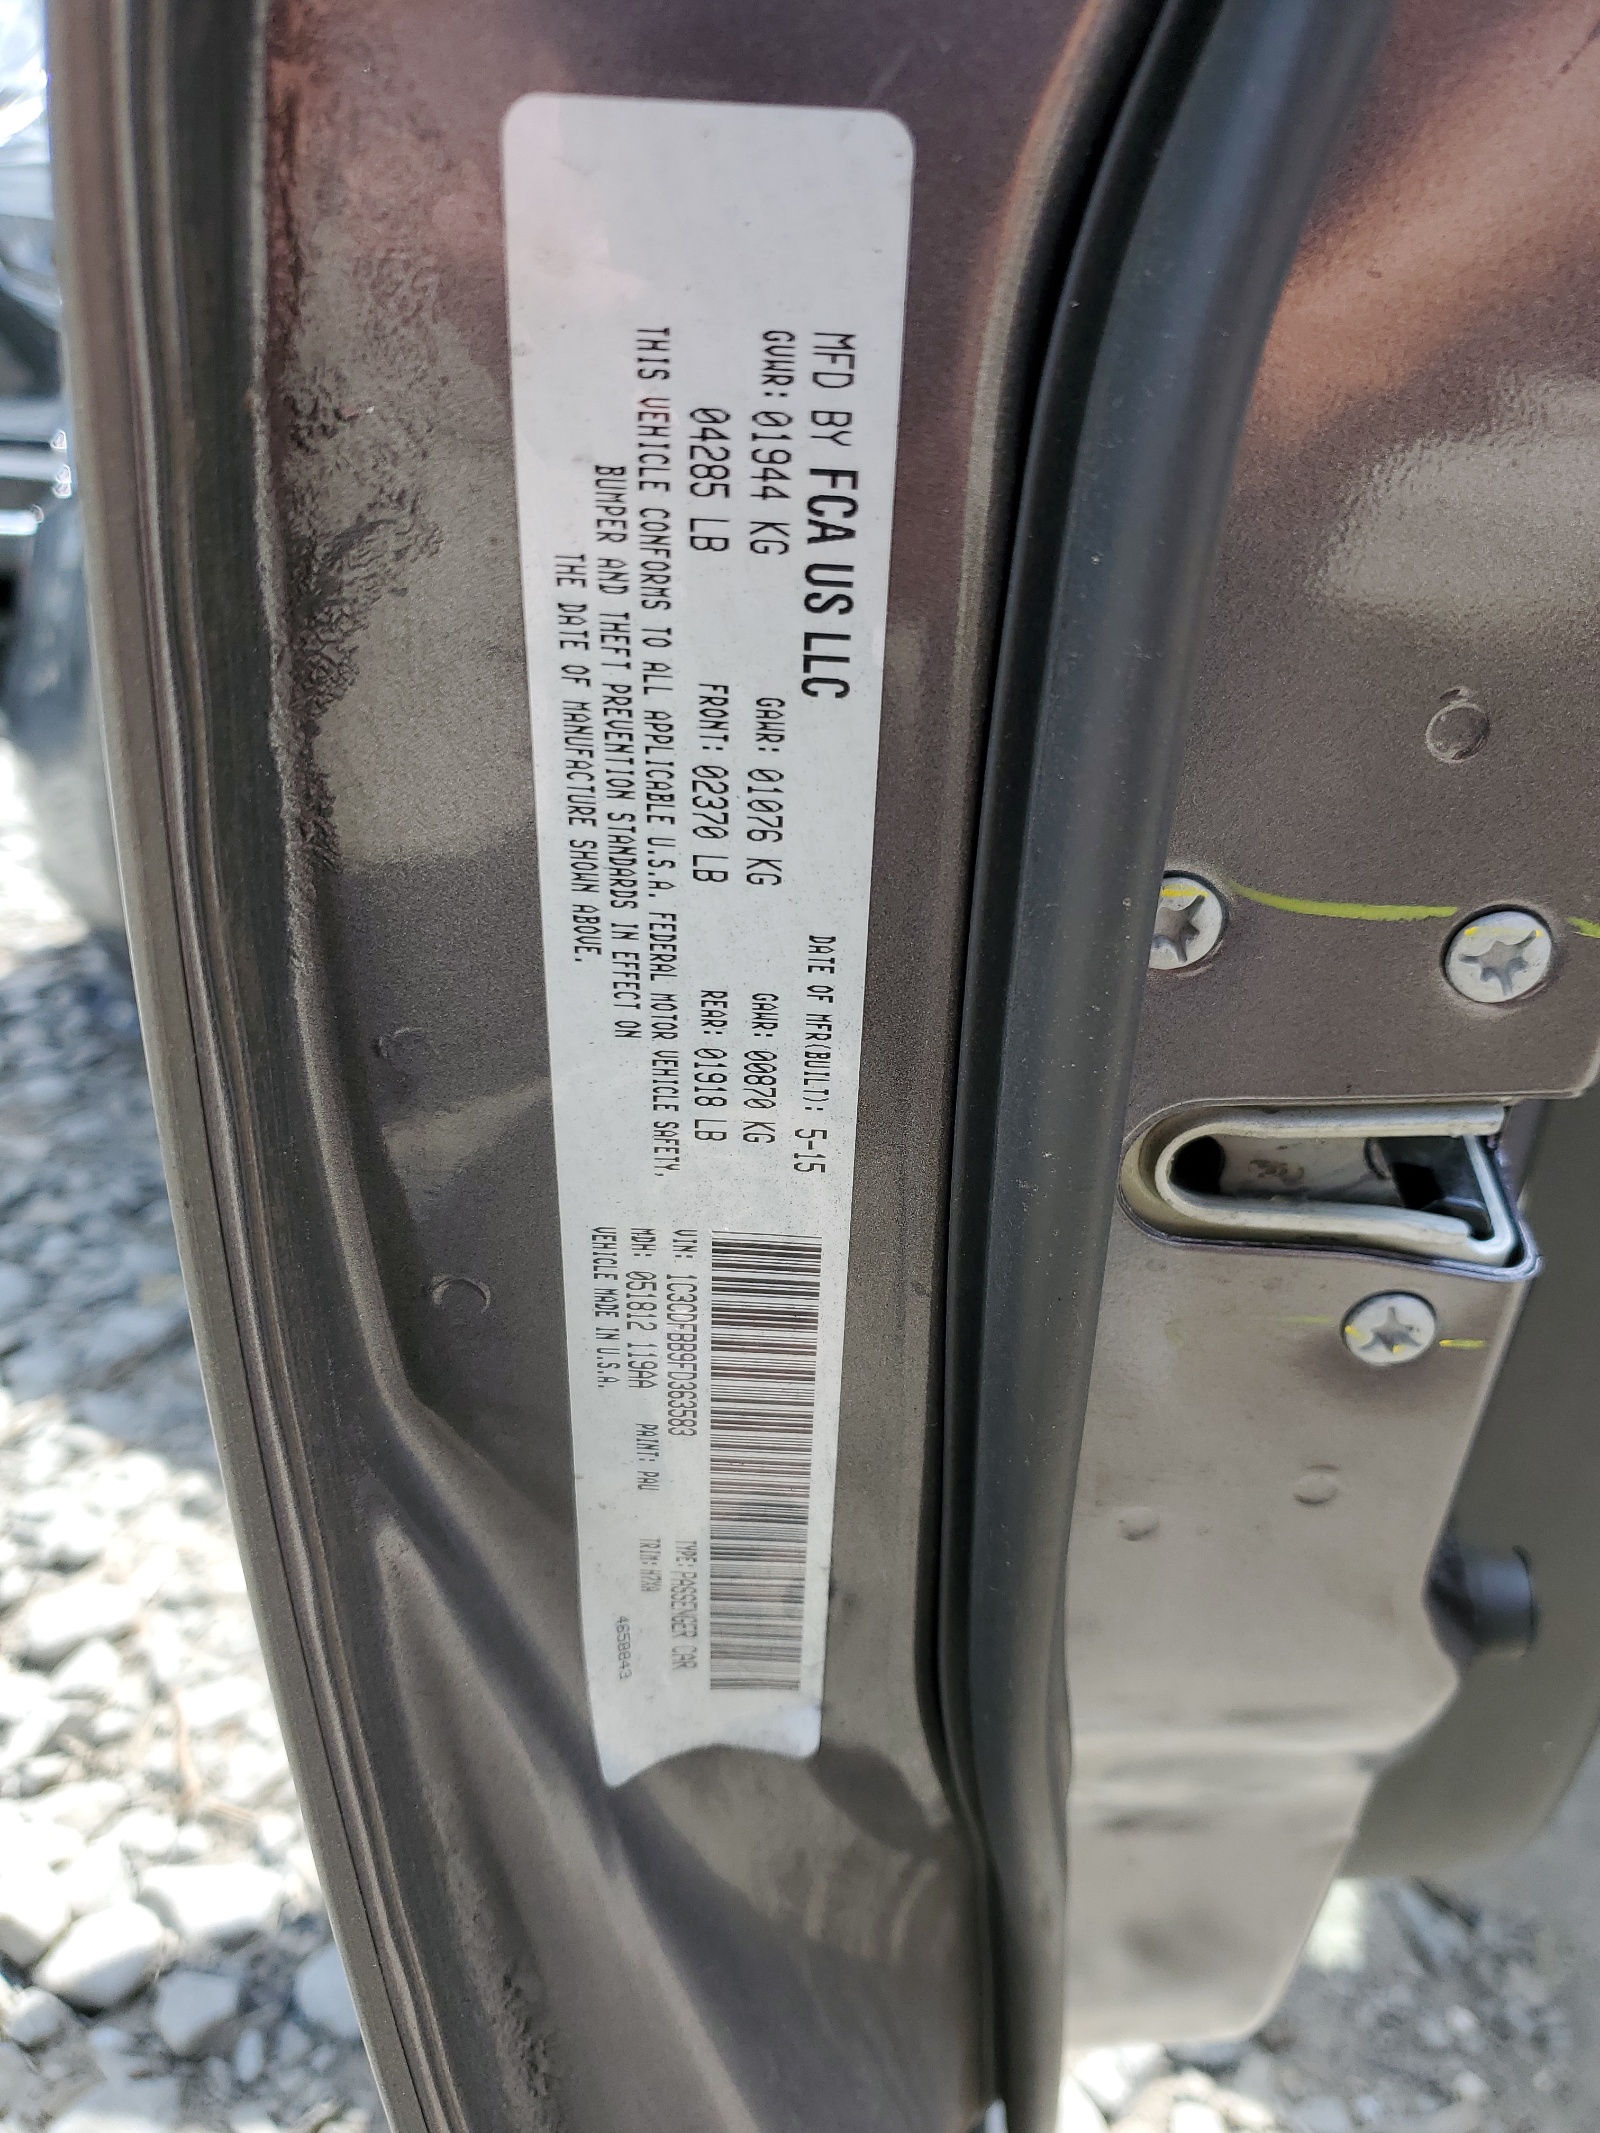 MFD BY FCA US LLC
DATE OF MFR(BUILT): 5-15
GVWR: 01944 KG GAWR: 01076 KG GAWR: 00870 KG
04285 LB FRONT: 02370 LB REAR: 01918 LB
THIS VEHICLE CONFORMS TO ALL APPLICABLE U.S.A. FEDERAL MOTOR VEHICLE SAFETY,
BUMPER AND THEFT PREVENTION STANDARDS IN EFFECT ON
THE DATE OF MANUFACTURE SHOWN ABOVE.
VIN: 1C3CDFBB9FD363583 TYPE: PASSENGER CAR
MDH: 051812 119AA PAINT: PAU TRIM: H7XA
VEHICLE MADE IN U.S.A. 4658843